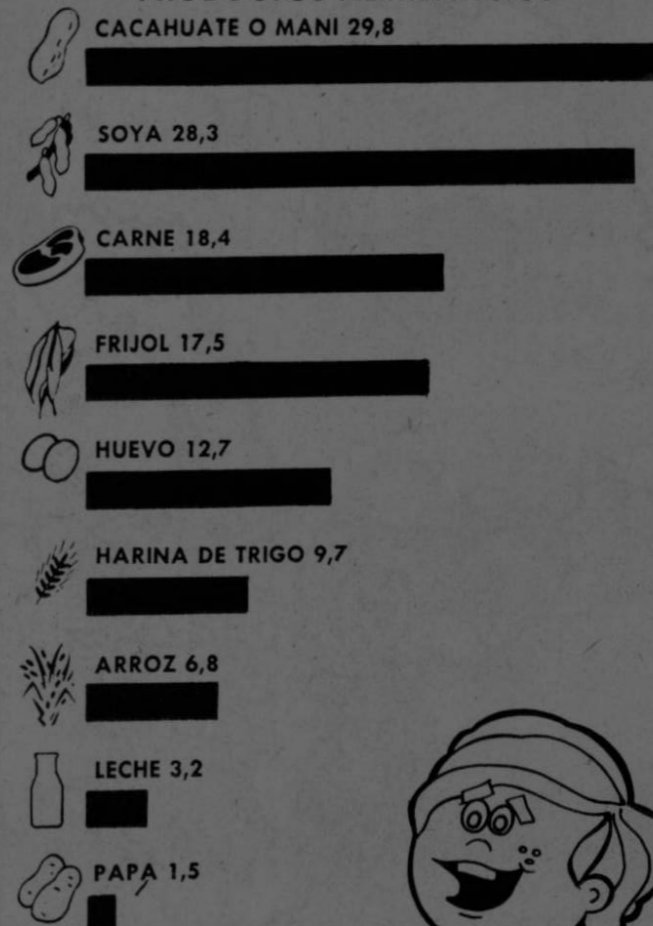 CACAHUATE O MANI 29,8
SOYA 28,3
CARNE 18,4
FRIJOL 17,5
HUEVO 12,7
HARINA DE TRIGO 9,7
ARROZ 6,8
LECHE 3,2
PAPA 1,5